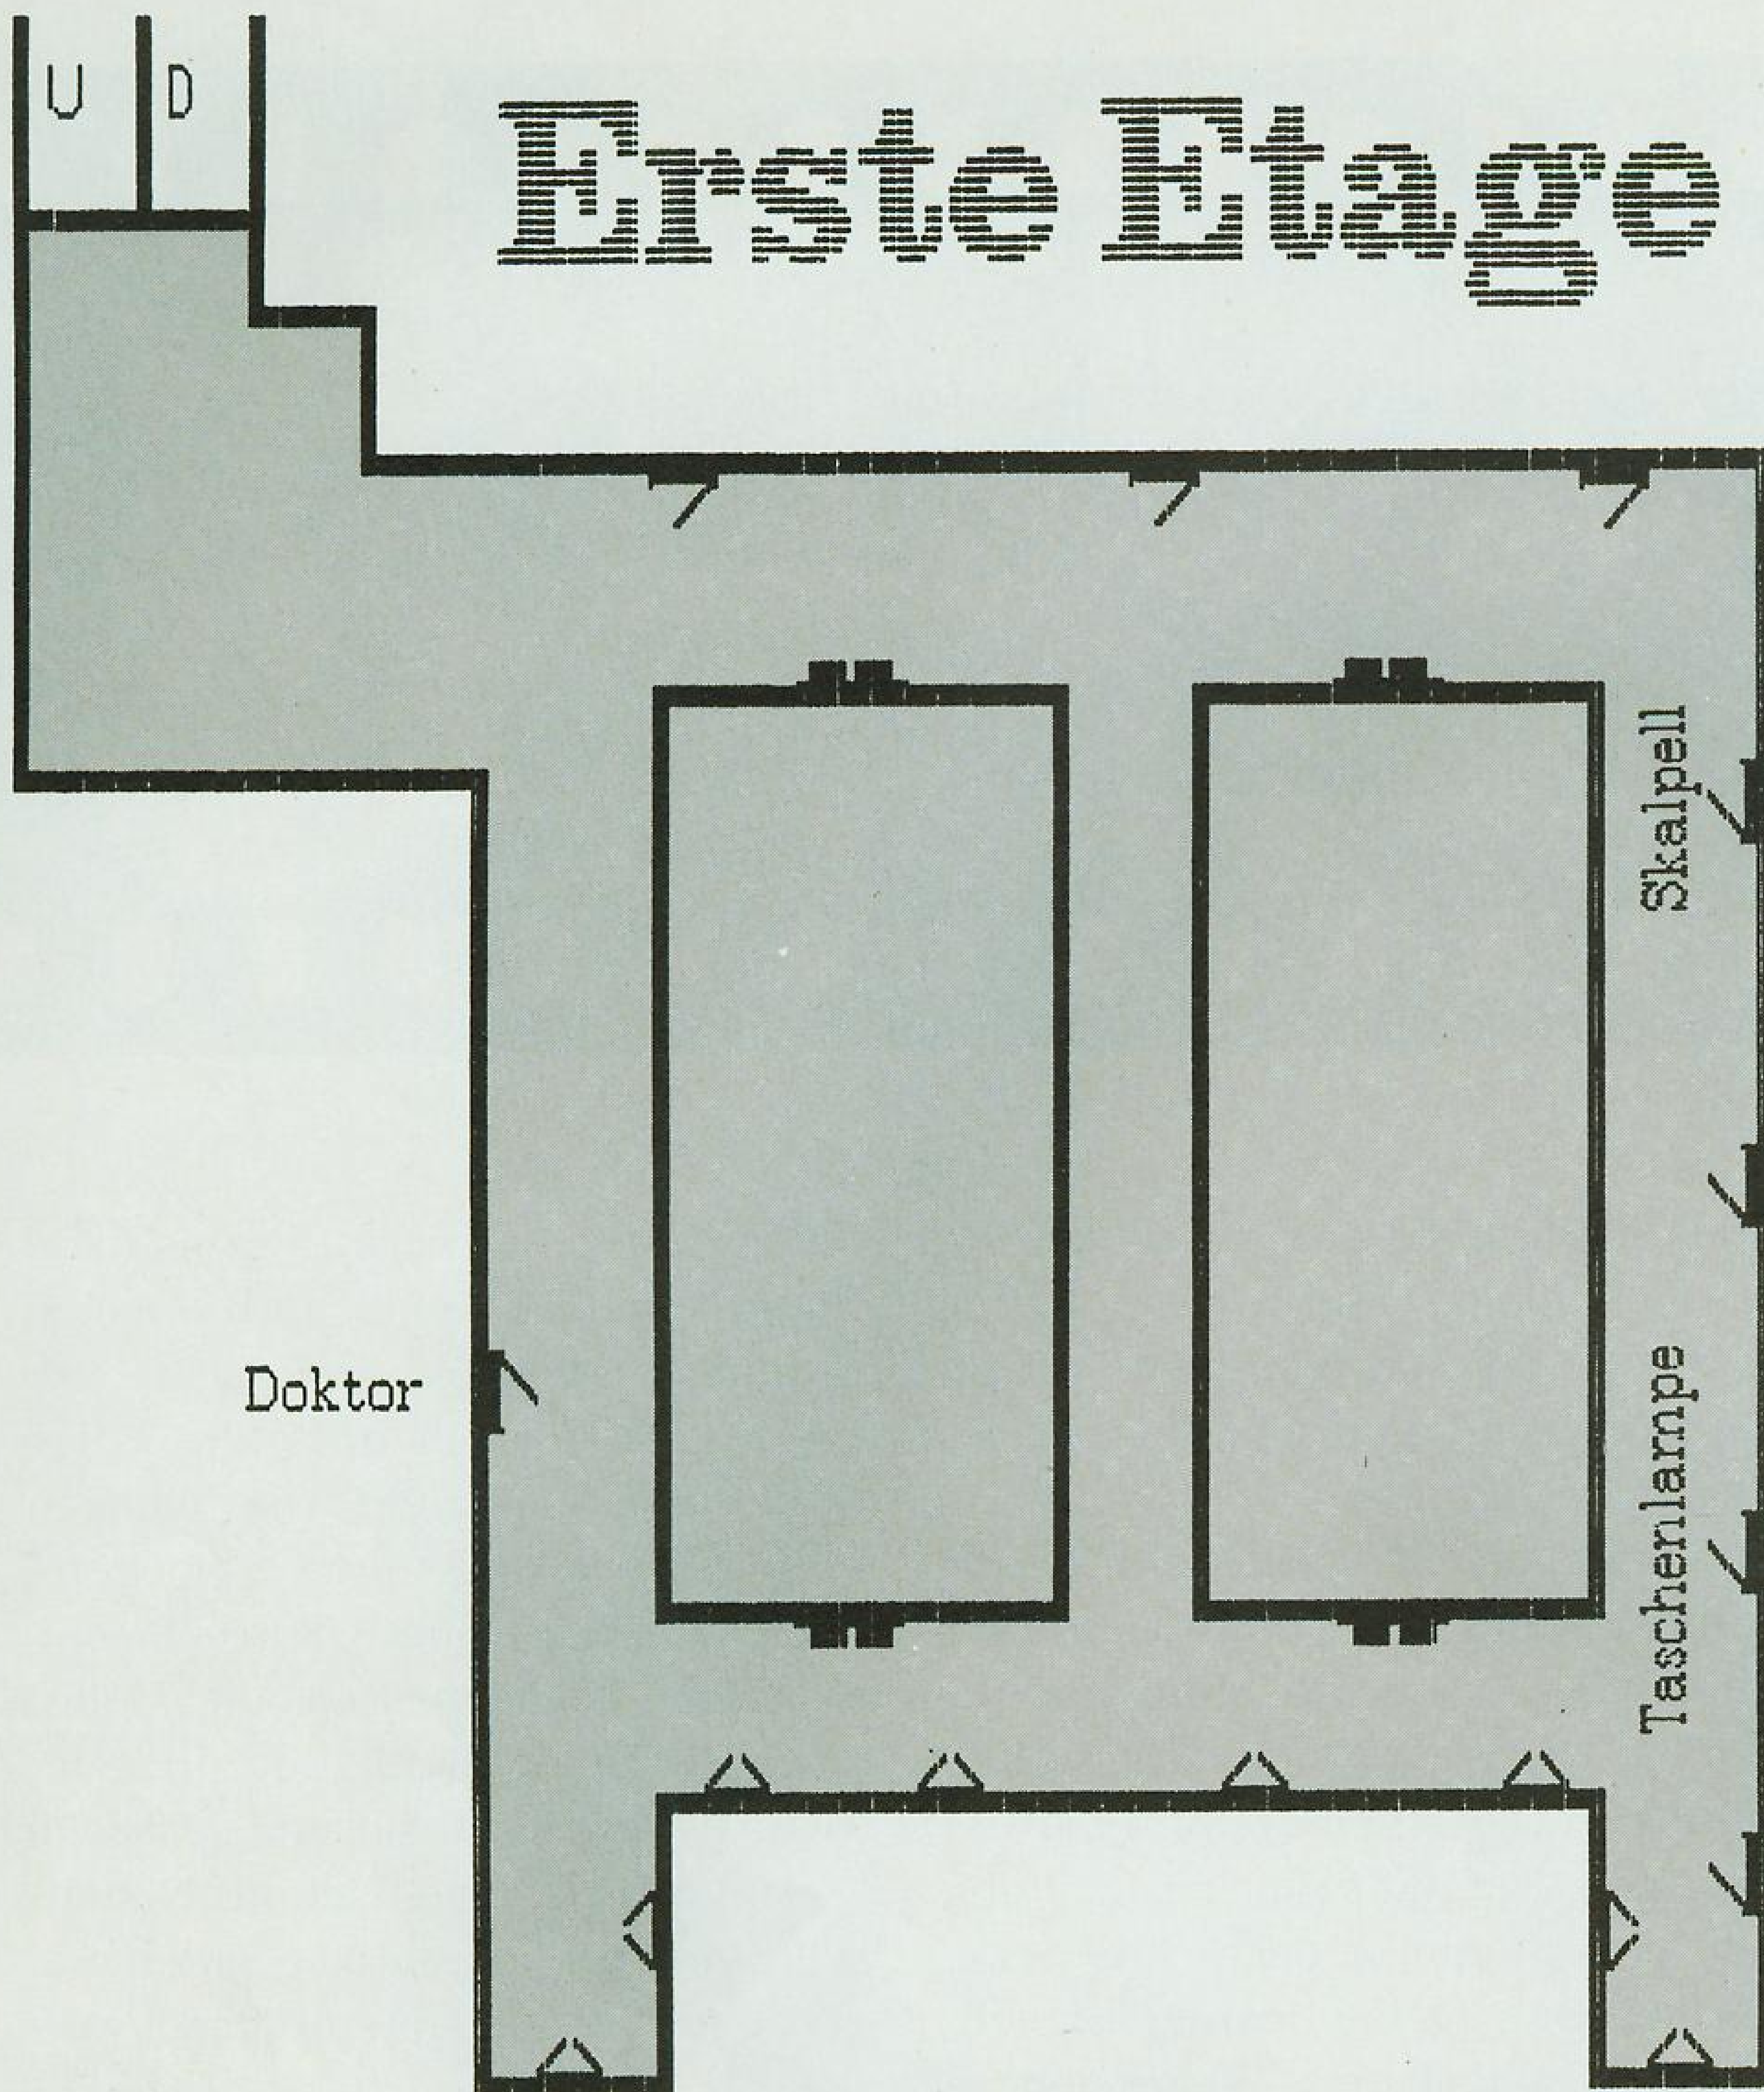 U D
Erste Etage
Skalpell
Doktor
Taschenlampe